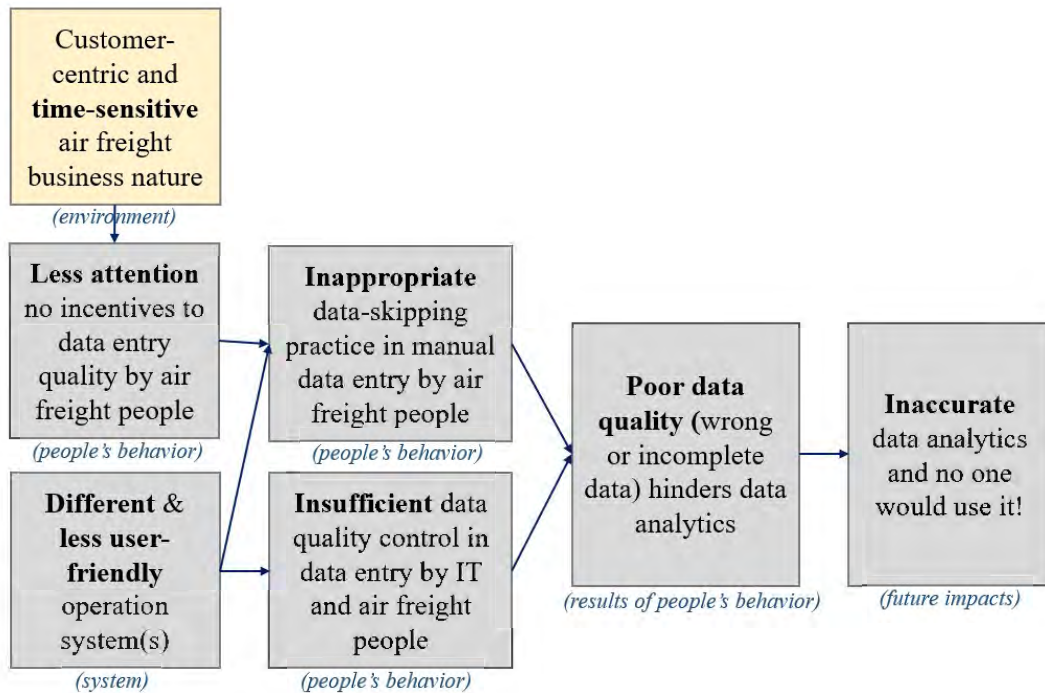 Customer-
centric and
time-sensitive
air freight
business nature
(environment)
Less attention
no incentives to
data entry
quality by air
freight people
(people's behavior)
Different &
less user-
friendly
operation
system(s)
(system)
Inappropriate
data-skipping
practice in manual
data entry by air
freight people
(people's behavior)
Insufficient data
quality control in
data entry by IT
and air freight
people
(people's behavior)
Poor data
quality (wrong
or incomplete
data) hinders data
analytics
(results of people's behavior)
Inaccurate
data analytics
and no one
would use it!
(future impacts)